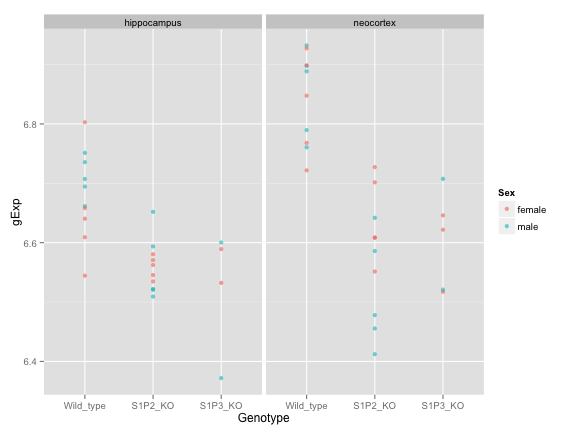 hippocampus neocortex
6.8
6.6
6.4
gExp
Wild_type S1P2_KO S1P3_KO Wild_type S1P2_KO S1P3_KO
Genotype
Sex
female
male